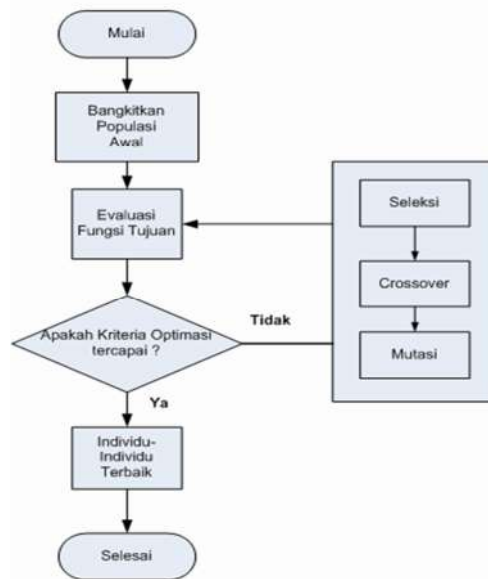 Mulai
Bangkitkan
Populasi
Awal
Evaluasi
Fungsi Tujuan
Apakah Kriteria Optimasi
tercapai ?
Tidak
Seleksi
Crossover
Mutasi
Ya
Individu-
Individu
Terbaik
Selesai